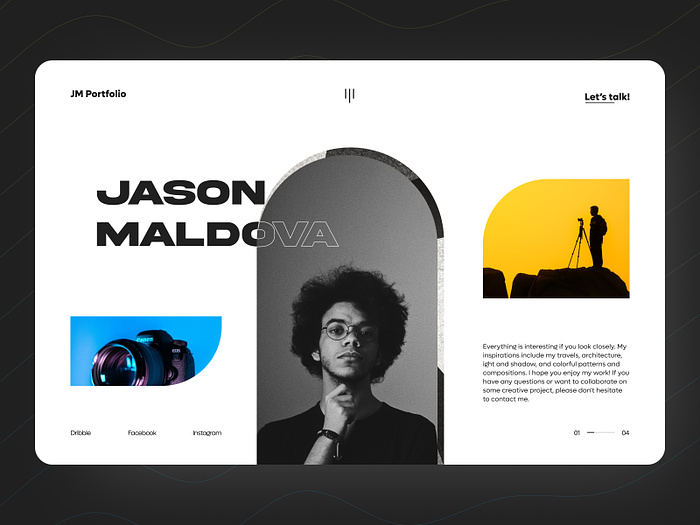 JM Portfolio
Let's talk!
JASON
MALDOVA
Canon
EOS
Everything is interesting if you look closely. My
inspirations include my travels, architecture,
light and shadow, and colorful patterns and
compositions. I hope you enjoy my work! If you
have any questions or want to collaborate on
some creative project, please don't hesitate
to contact me.
Dribble
Facebook
Instagram
01
04